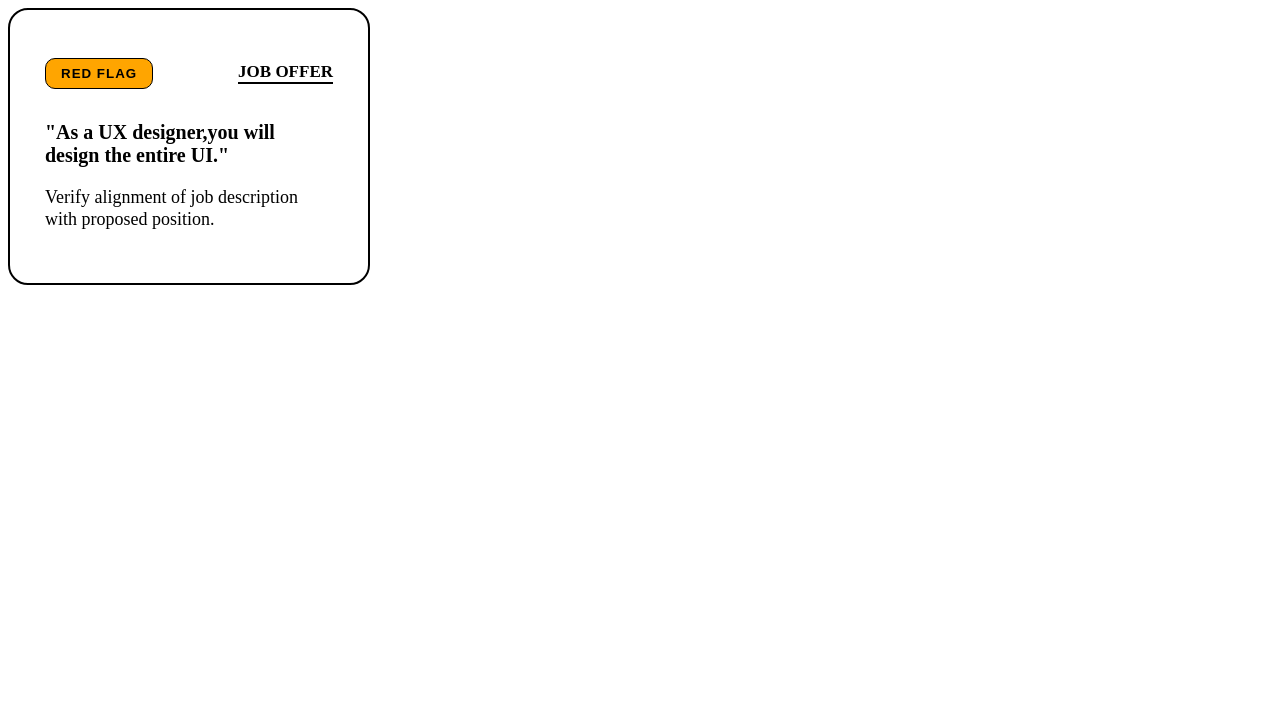 RED FLAG
JOB OFFER
"As a UX designer,you will
design the entire UI."
Verify alignment of job description
with proposed position.